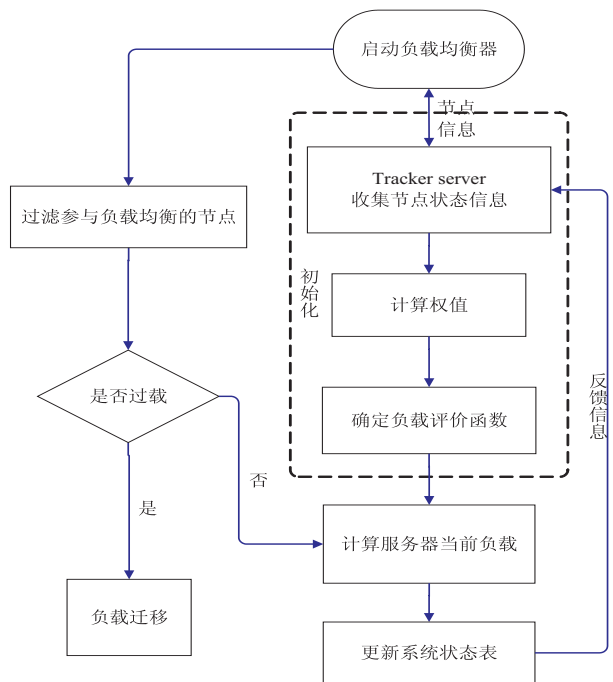 启动负载均衡器
节点
信息
Tracker server
收集节点状态信息
过滤参与负载均衡的节点
初始化
计算权值
是否过载
确定负载评价函数
反馈信息
否
是
计算服务器当前负载
负载迁移
更新系统状态表